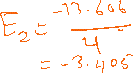 E₂ = -13.606 / 4
= -3.405